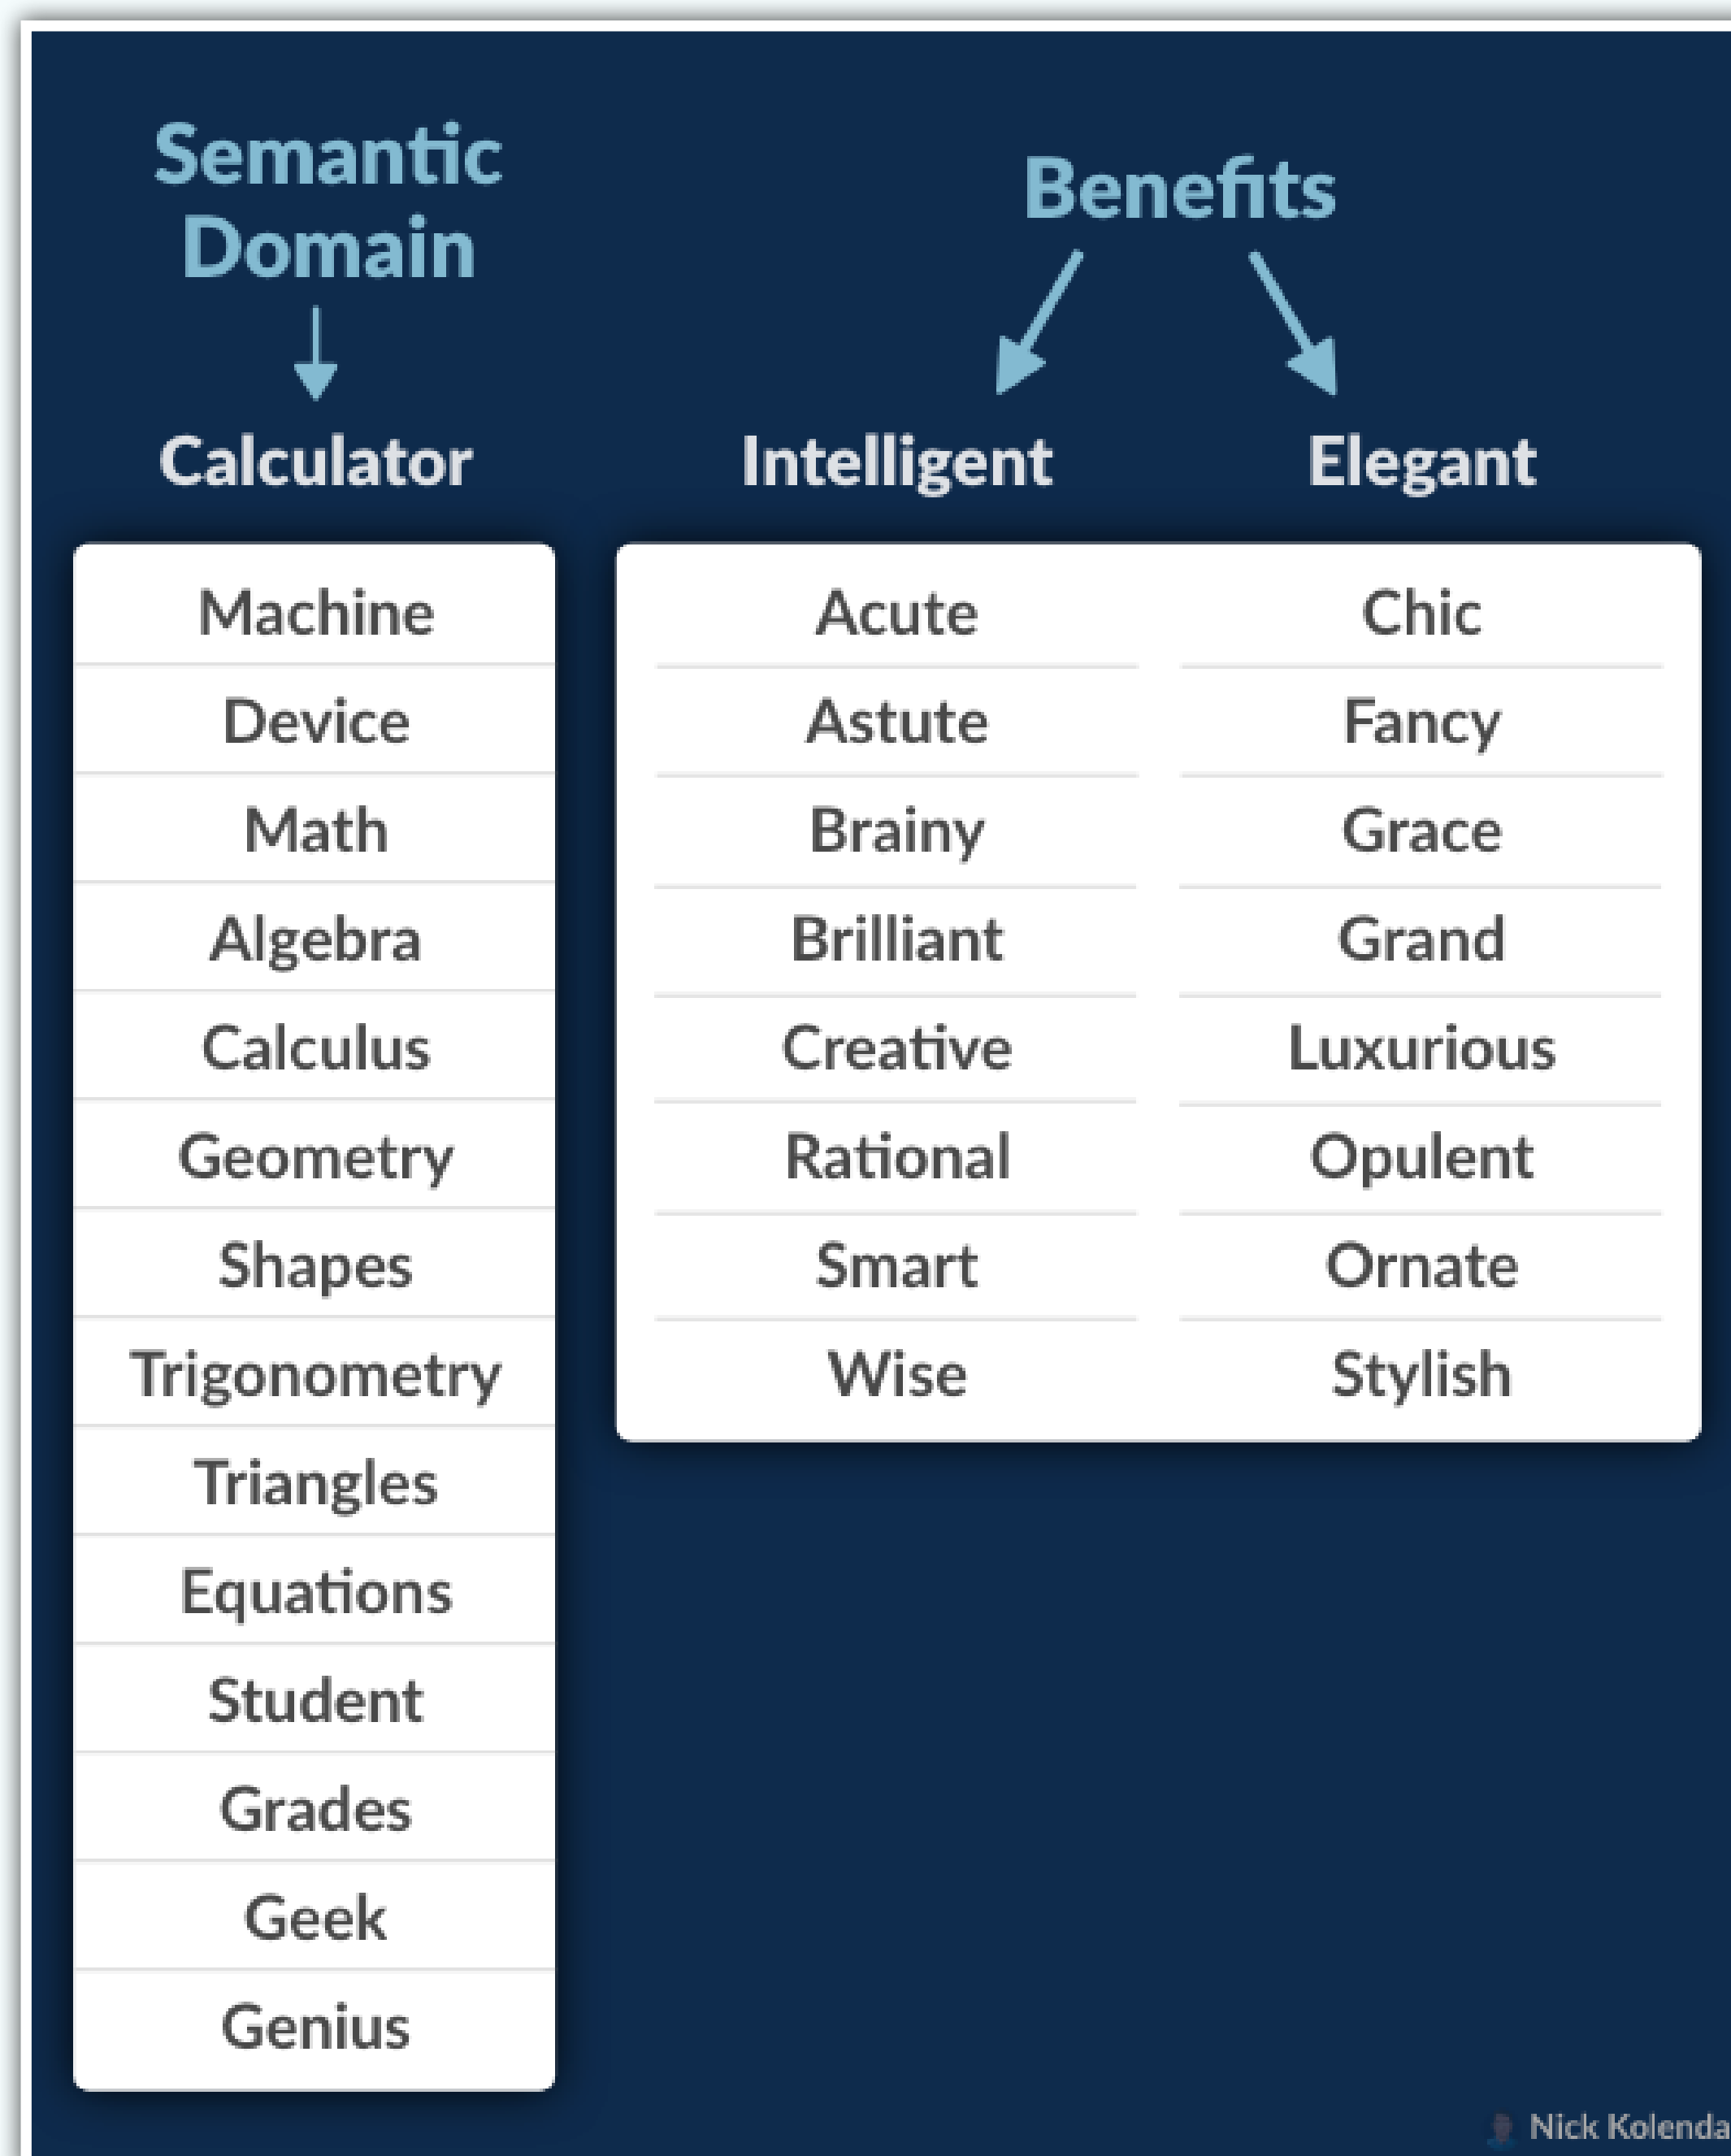 Semantic
Domain
Benefits
Calculator
Intelligent
Elegant
Machine
Device
Math
Algebra
Calculus
Geometry
Shapes
Trigonometry
Triangles
Equations
Student
Grades
Geek
Genius
Acute
Astute
Brainy
Brilliant
Creative
Rational
Smart
Wise
Chic
Fancy
Grace
Grand
Luxurious
Opulent
Ornate
Stylish
Nick Kolenda